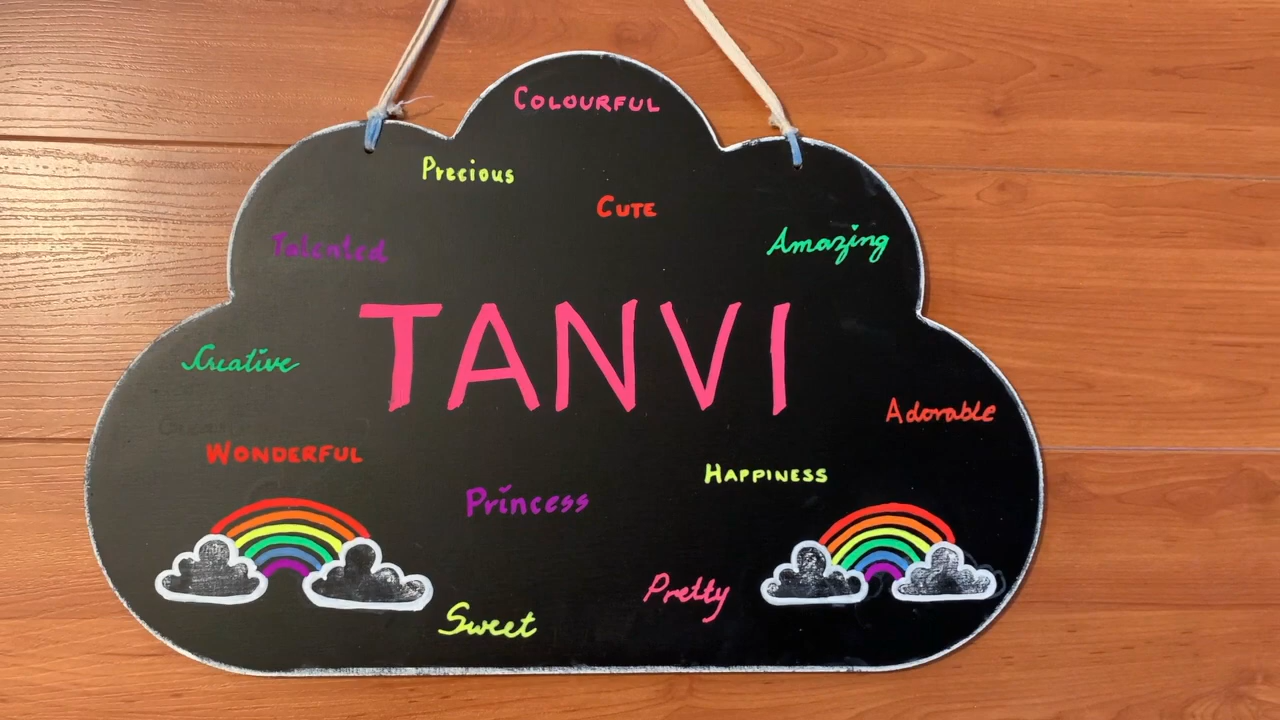 COLOURFUL
Precious
CUTE
Talented
Amazing
TANVI
Creative
Adorable
WONDERFUL
HAPPINESS
Princess
Pretty
Sweet